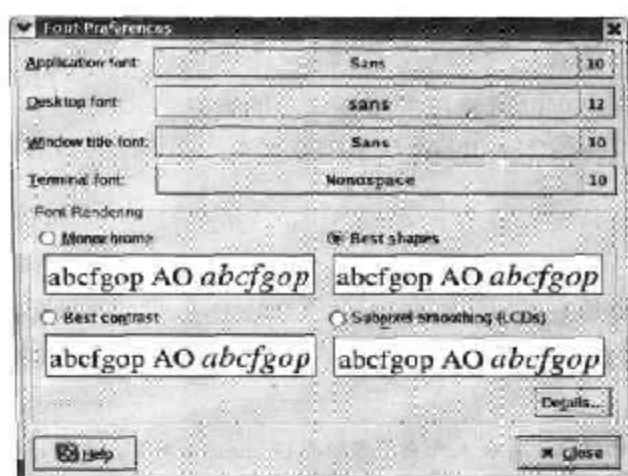 Font Preferences
Application font: Sans 10
Desktop font: sans 12
Window title font: Sans 10
Terminal font: Monospace 10
Font Rendering
Monochrome Best shapes
abcfgop AO abcfgop abcfgop AO abcfgop
Best contrast Subpixel smoothing (LCDs)
abcfgop AO abcfgop abcfgop AO abcfgop
Details...
Help Close